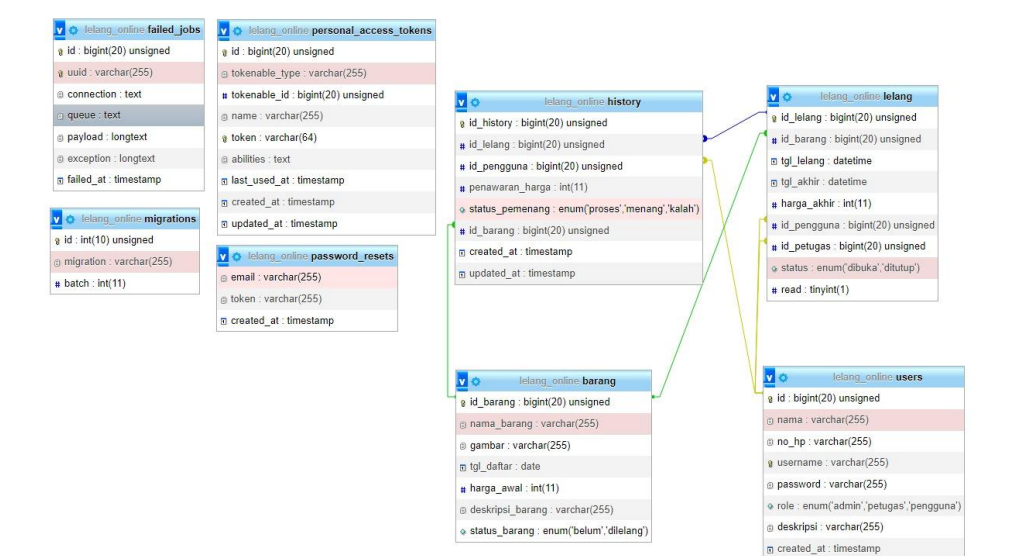 lelang_online failed_jobs
id : bigint(20) unsigned
uuid : varchar(255)
connection : text
queue : text
payload : longtext
exception : longtext
failed_at : timestamp
lelang_online migrations
id : int(10) unsigned
migration : varchar(255)
batch : int(11)
lelang_online personal_access_tokens
id : bigint(20) unsigned
tokenable_type : varchar(255)
tokenable_id : bigint(20) unsigned
name : varchar(255)
token : varchar(64)
abilities : text
last_used_at : timestamp
created_at : timestamp
updated_at : timestamp
lelang_online password_resets
email : varchar(255)
token : varchar(255)
created_at : timestamp
lelang_online history
id_history : bigint(20) unsigned
id_lelang : bigint(20) unsigned
id_pengguna : bigint(20) unsigned
penawaran_harga : int(11)
status_pemenang : enum('proses','menang','kalah')
id_barang : bigint(20) unsigned
created_at : timestamp
updated_at : timestamp
lelang_online barang
id_barang : bigint(20) unsigned
nama_barang : varchar(255)
gambar : varchar(255)
tgl_daftar : date
harga_awal : int(11)
deskripsi_barang : varchar(255)
status_barang : enum('belum','dilelang')
lelang_online lelang
id_lelang : bigint(20) unsigned
id_barang : bigint(20) unsigned
tgl_lelang : datetime
tgl_akhir : datetime
harga_akhir : int(11)
id_pengguna : bigint(20) unsigned
id_petugas : bigint(20) unsigned
status : enum('dibuka','ditutup')
read : tinyint(1)
lelang_online users
id : bigint(20) unsigned
nama : varchar(255)
no_hp : varchar(255)
username : varchar(255)
password : varchar(255)
role : enum('admin','petugas','pengguna')
deskripsi : varchar(255)
created_at : timestamp